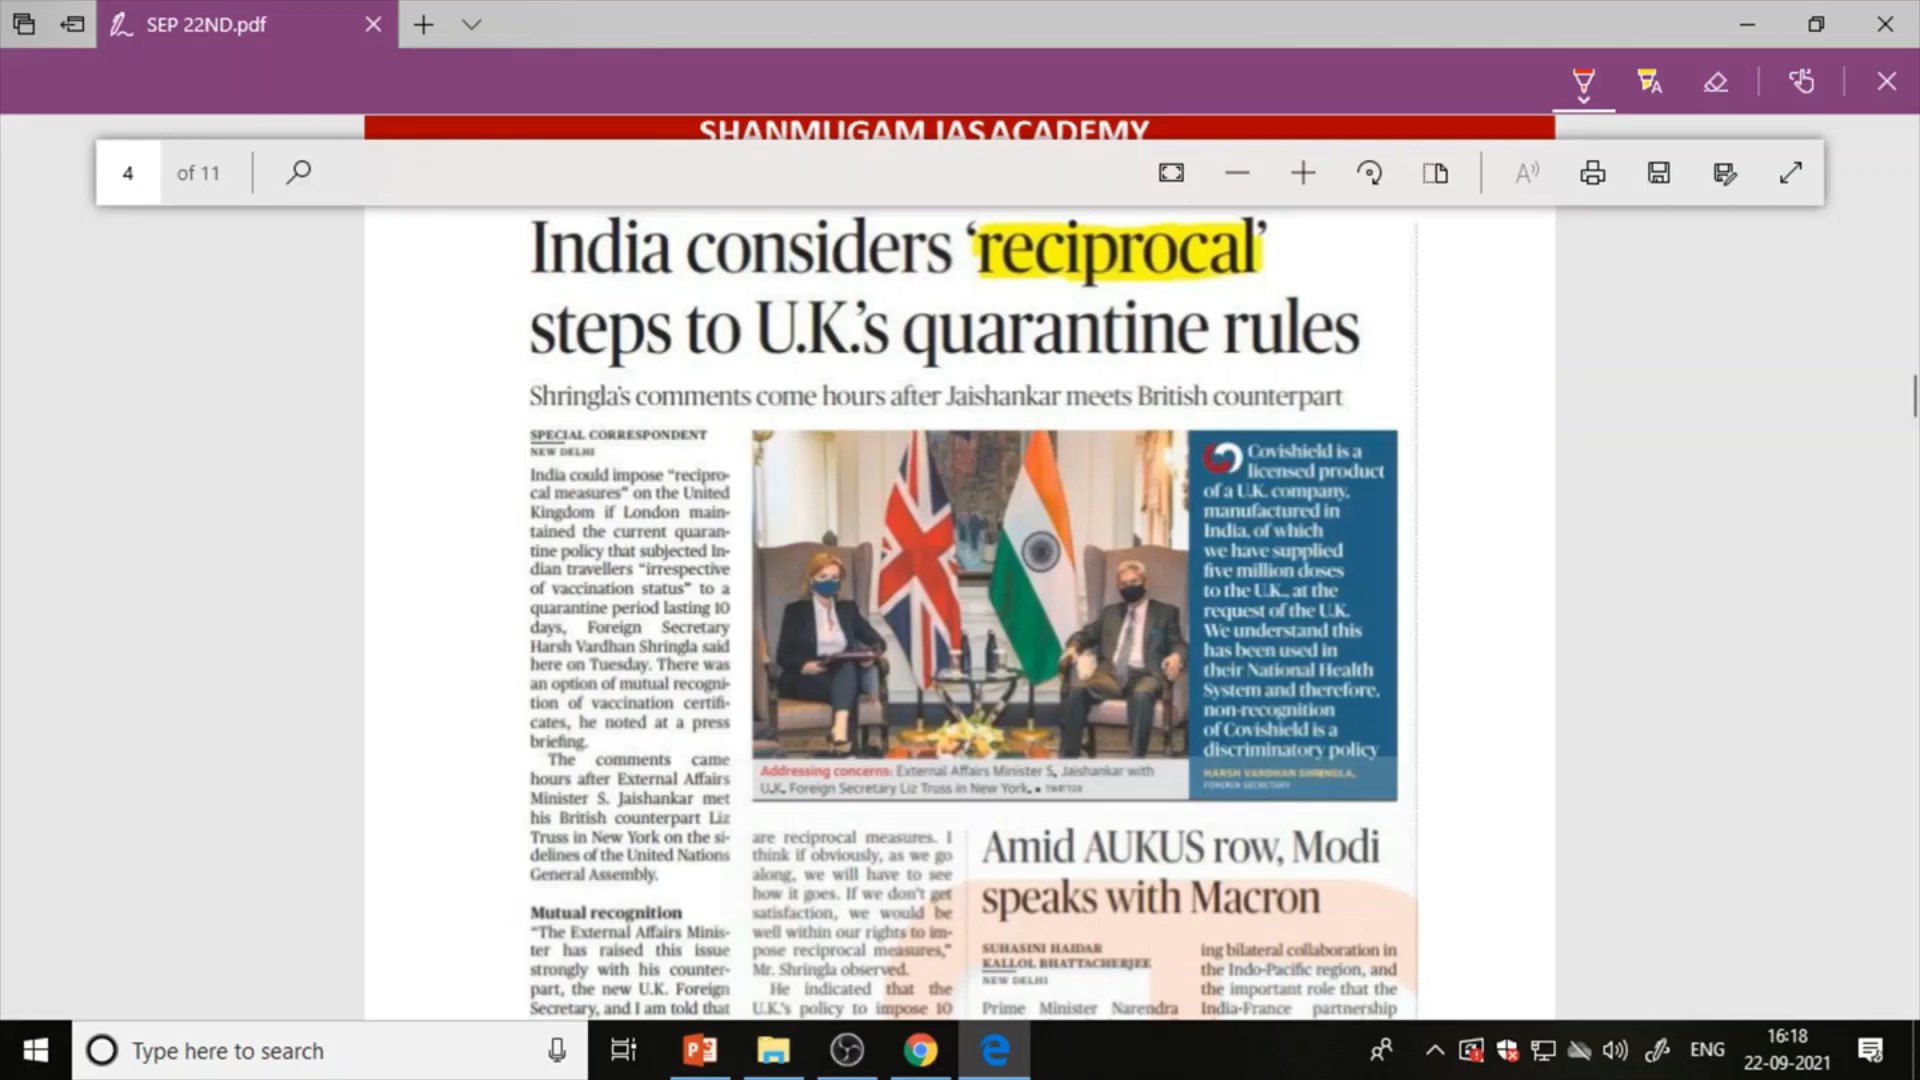 SEP 22ND.pdf
SHANMUGAM IAS ACADEMY
4 of 11
India considers ‘reciprocal’
steps to U.K.’s quarantine rules
Shringla's comments come hours after Jaishankar meets British counterpart
SPECIAL CORRESPONDENT
NEW DELHI
India could impose “recipro-
cal measures” on the United
Kingdom if London main-
tained the current quaran-
tine policy that subjected In-
dian travellers “irrespective
of vaccination status” to a
quarantine period lasting 10
days, Foreign Secretary
Harsh Vardhan Shringla said
here on Tuesday. There was
an option of mutual recogni-
tion of vaccination certifi-
cates, he noted at a press
briefing.
The comments came
hours after External Affairs
Minister S. Jaishankar met
his British counterpart Liz
Truss in New York on the si-
delines of the United Nations
General Assembly.
Mutual recognition
“The External Affairs Minis-
ter has raised this issue
strongly with his counter-
part, the new U.K. Foreign
Secretary, and I am told that
Covishield is a
licensed product
of a U.K. company,
manufactured in
India, of which
we have supplied
five million doses
to the U.K., at the
request of the U.K.
We understand this
has been used in
their National Health
System and therefore,
non-recognition
of Covishield is a
discriminatory policy
HARSH VARDHAN SHRINGLA,
FOREIGN SECRETARY
Addressing concerns: External Affairs Minister S. Jaishankar with
U.K. Foreign Secretary Liz Truss in New York. ▪ TWITTER
are reciprocal measures. I
think if obviously, as we go
along, we will have to see
how it goes. If we don't get
satisfaction, we would be
well within our rights to im-
pose reciprocal measures,”
Mr. Shringla observed.
He indicated that the
U.K.'s policy to impose 10
Amid AUKUS row, Modi
speaks with Macron
SUHASINI HAIDAR
KALLOL BHATTACHERJEE
NEW DELHI
Prime Minister Narendra
ing bilateral collaboration in
the Indo-Pacific region, and
the important role that the
India-France partnership
Type here to search
ENG
16:18
22-09-2021